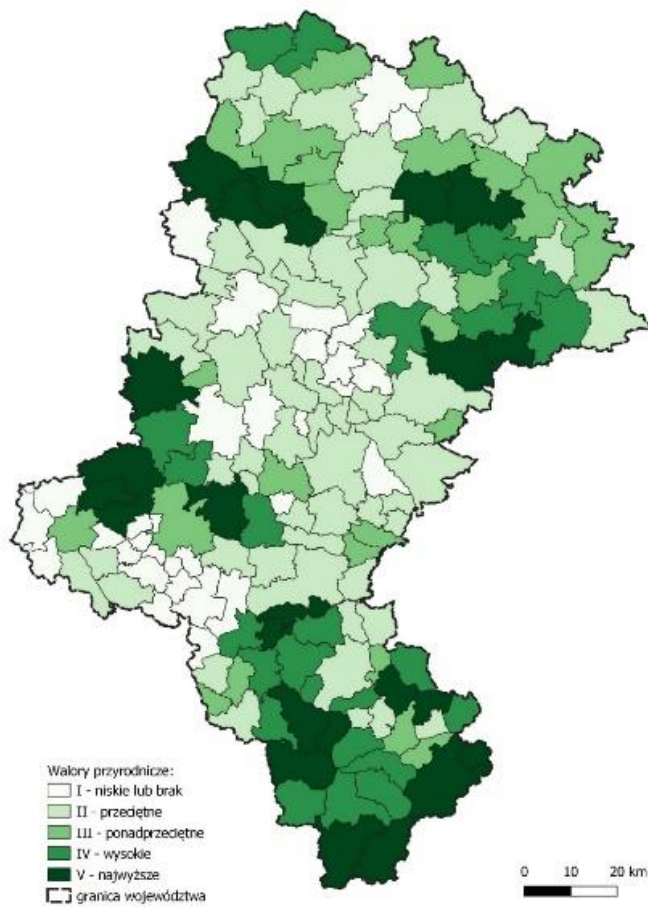 Walory przyrodnicze:
I - niskie lub brak
II - przeciętne
III - ponadprzeciętne
IV - wysokie
V - najwyższe
granica województwa
0 10 20 km